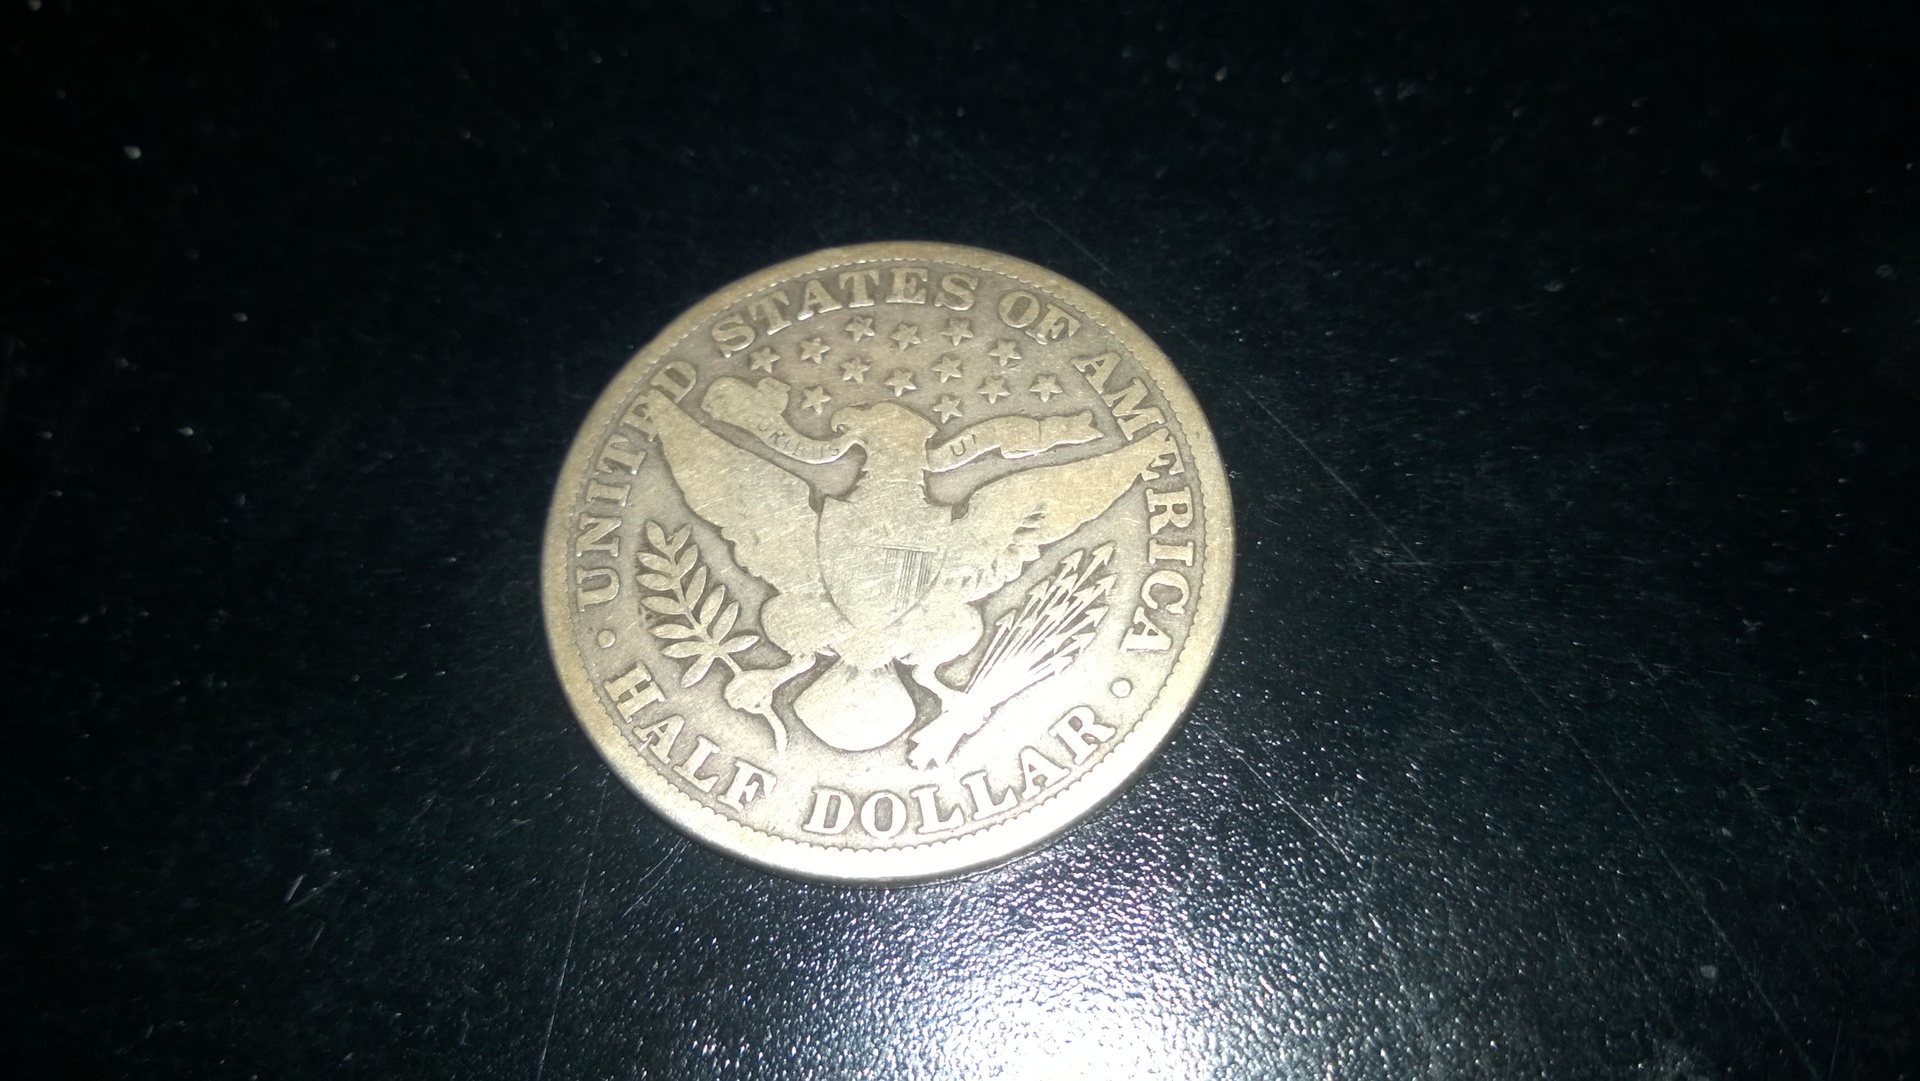 UNITED STATES OF AMERICA
HALF DOLLAR